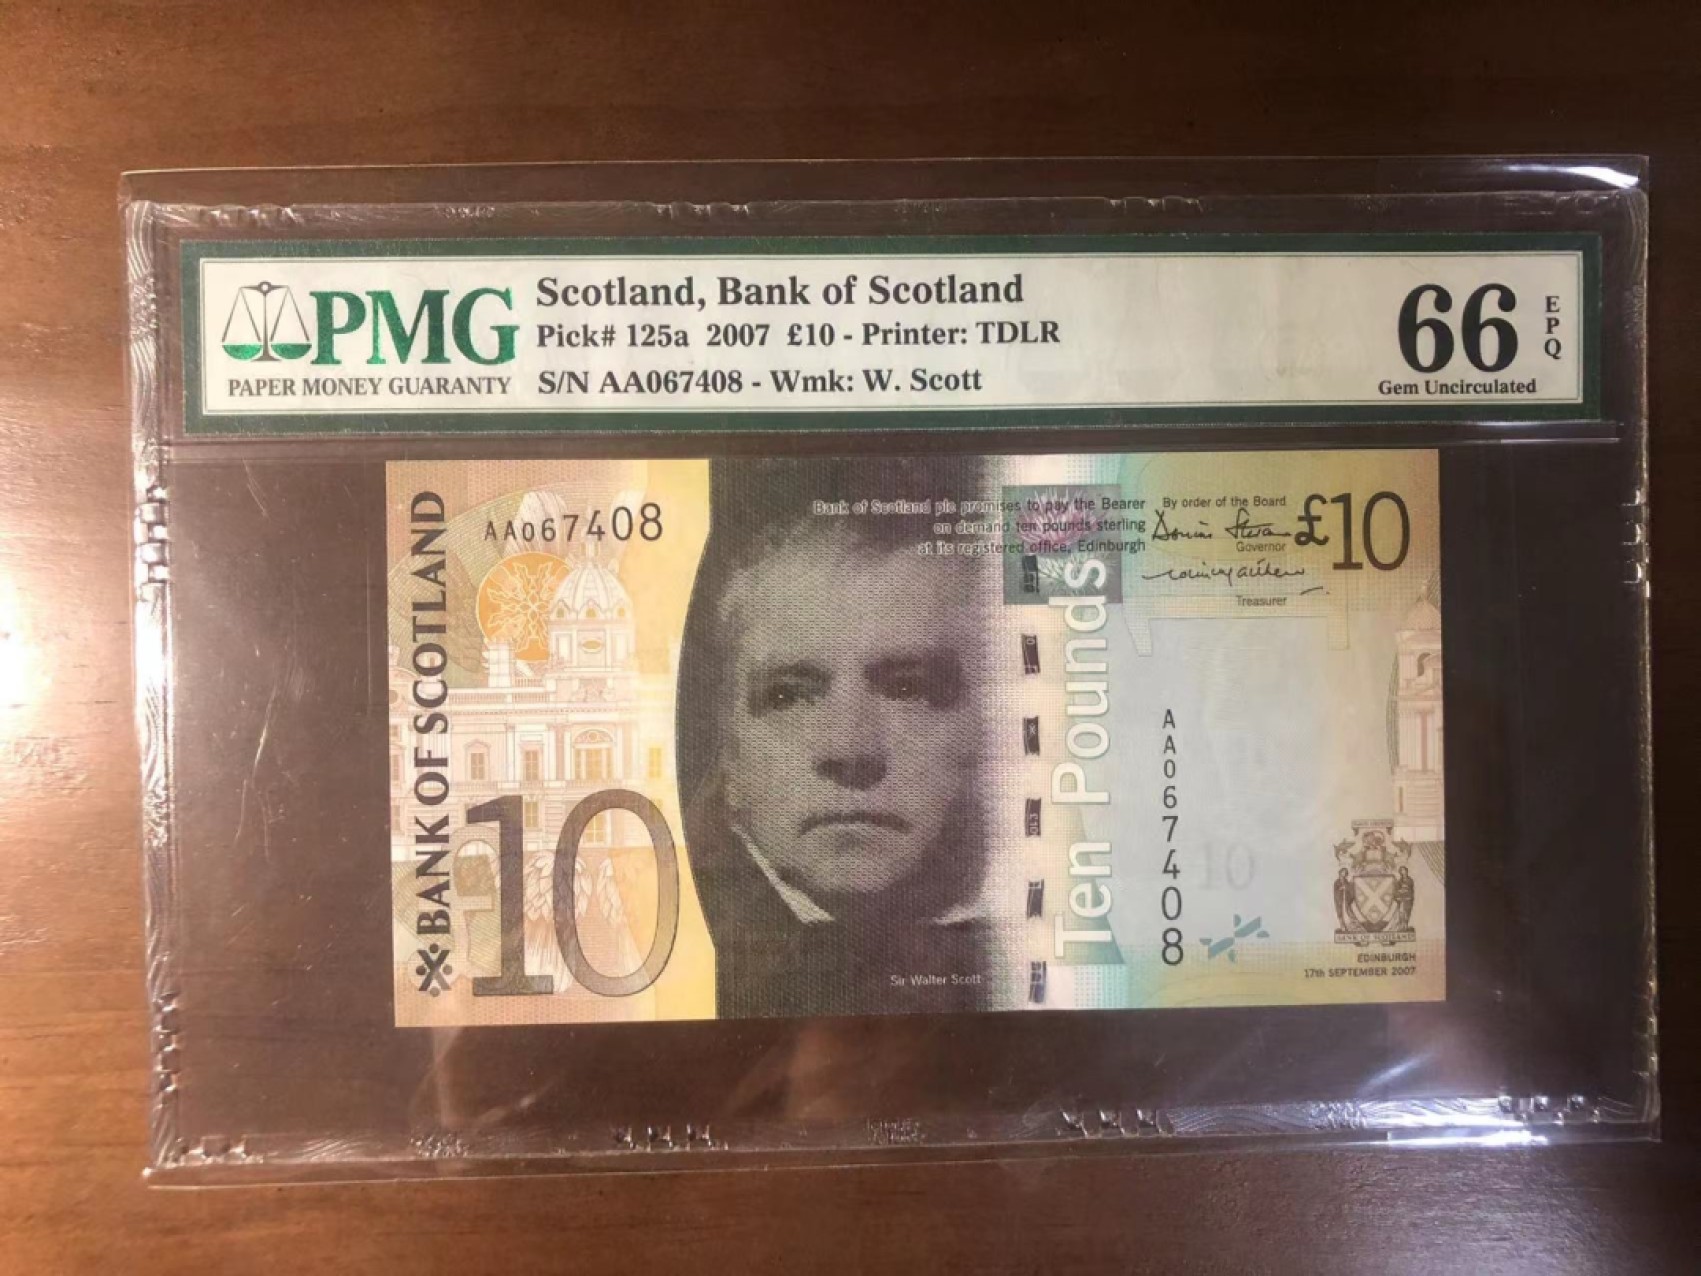 PMG
PAPER MONEY GUARANTY
Scotland, Bank of Scotland
Pick# 125a 2007 £10 - Printer: TDLR
S/N AA067408 - Wmk: W. Scott
66
EPQ
Gem Uncirculated
BANK OF SCOTLAND
AA067408
10
Bank of Scotland plc promises to pay the Bearer
on demand ten pounds sterling
at its registered office, Edinburgh
By order of the Board
Governor
Treasurer
£10
Ten Pounds
AA067408
10
Sir Walter Scott
BANK OF SCOTLAND
EDINBURGH
17th SEPTEMBER 2007